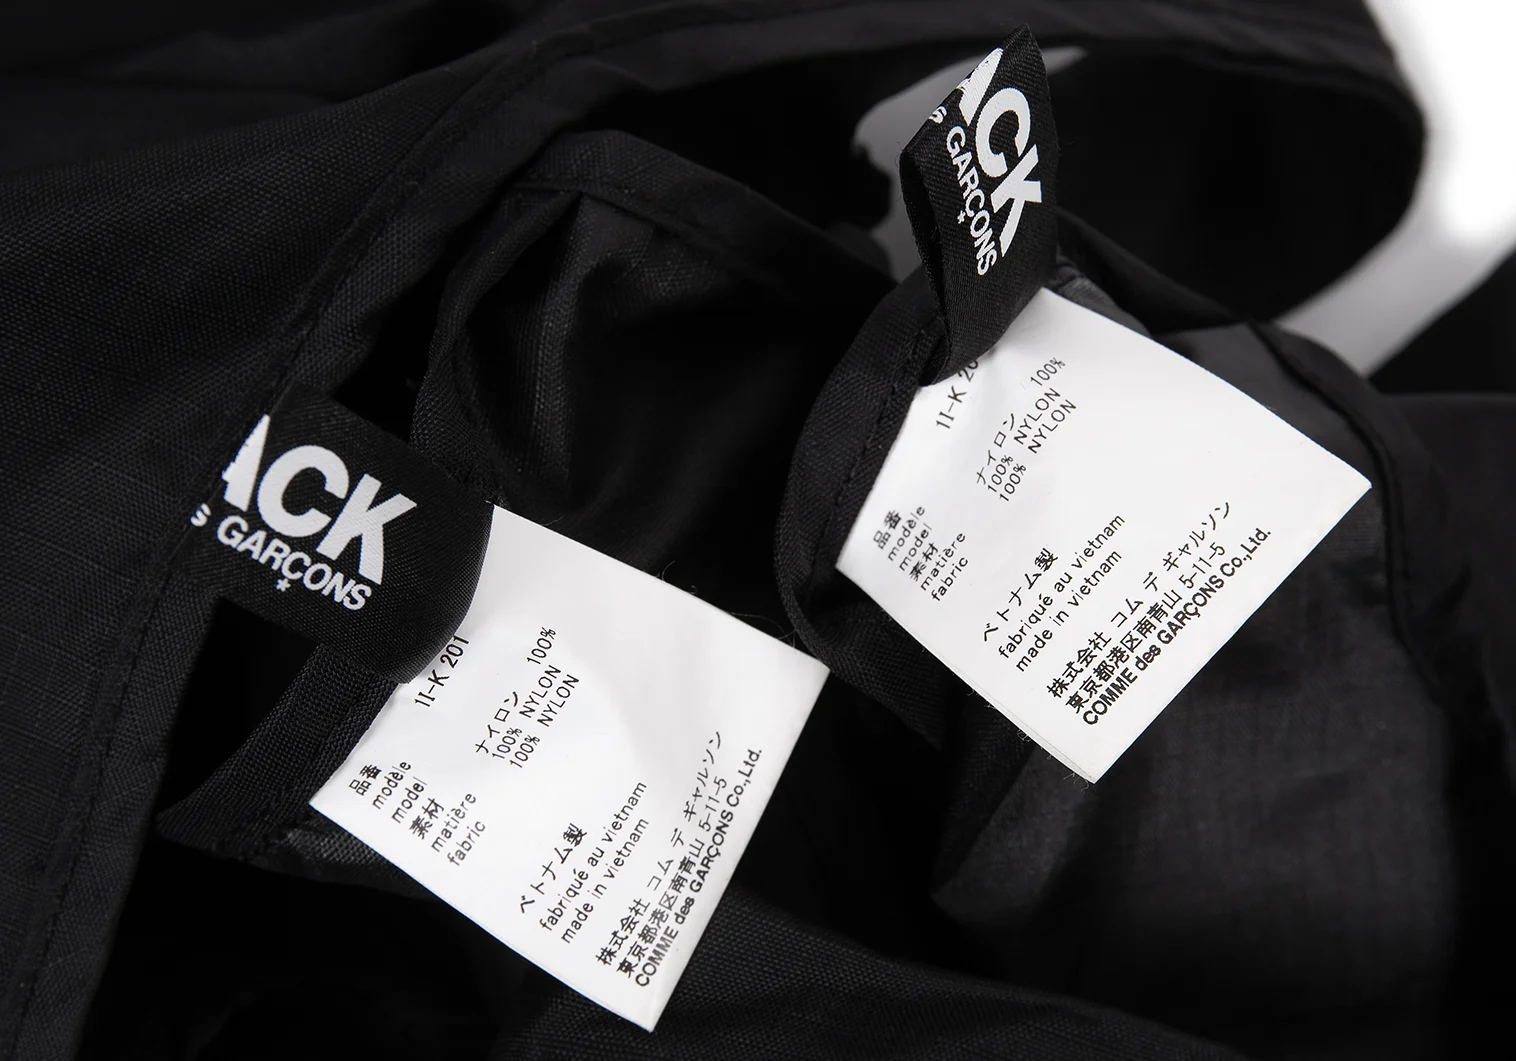 ACK
s GARÇONS
1I-K 201
ナイロン 100%
100% NYLON
100% NYLON
品番
modèle
model
素材
matière
fabric
ベトナム製
fabriqué au vietnam
made in vietnam
株式会社 コム デ ギャルソン
東京都港区南青山 5-11-5
COMME des GARÇONS Co.,Ltd.
ACK
s GARÇONS
1I-K 20
ナイロン 100%
100% NYLON
100% NYLON
品番
modèle
model
素材
matière
fabric
ベトナム製
fabriqué au vietnam
made in vietnam
株式会社 コム デ ギャルソン
東京都港区南青山 5-11-5
COMME des GARÇONS Co.,Ltd.